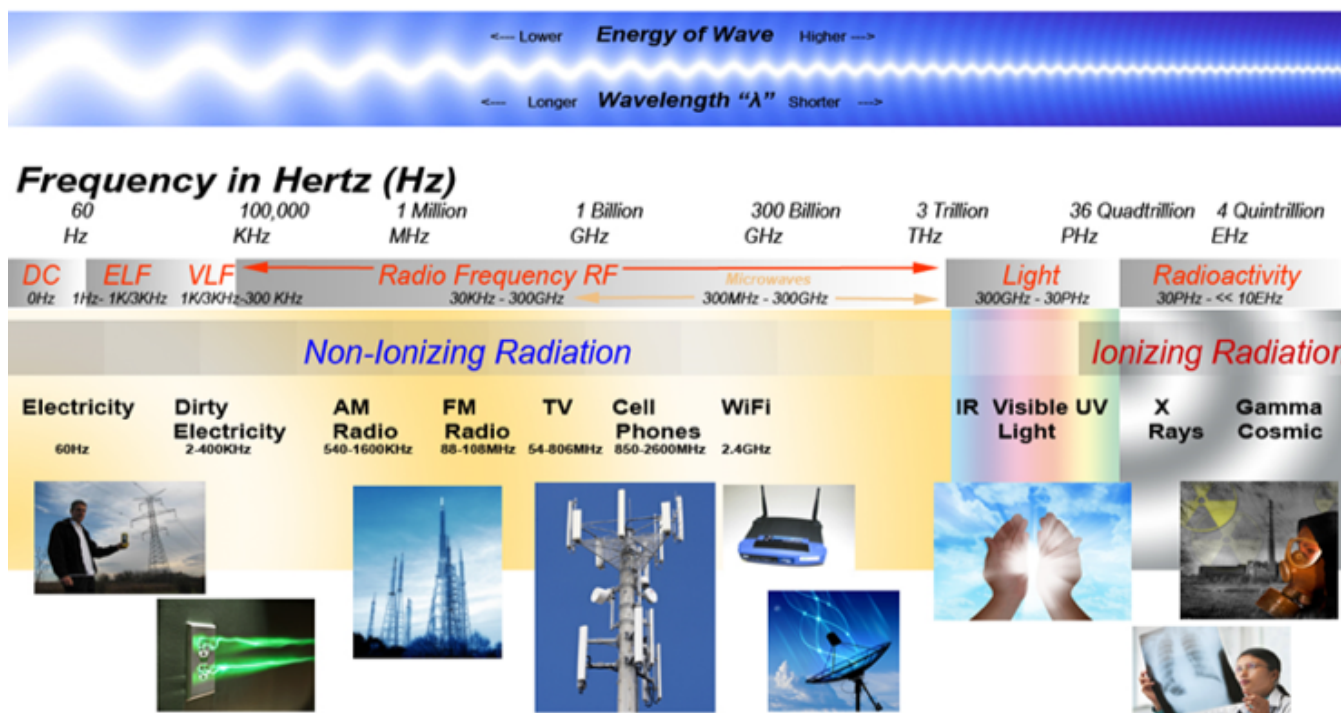 <--- Lower Energy of Wave Higher --->
<--- Longer Wavelength “λ” Shorter --->
Frequency in Hertz (Hz)
60 100,000 1 Million 1 Billion 300 Billion 3 Trillion 36 Quadtrillion 4 Quintrillion
Hz KHz MHz GHz GHz THz PHz EHz
DC ELF VLF Radio Frequency RF Microwaves Light Radioactivity
0Hz 1Hz- 1K/3KHz 1K/3KHz-300 KHz 30KHz - 300GHz 300MHz - 300GHz 300GHz - 30PHz 30PHz - << 10EHz
Non-Ionizing Radiation Ionizing Radiation
Electricity Dirty AM FM TV Cell WiFi IR Visible UV X Gamma
Electricity Radio Radio Phones Light Rays Cosmic
60Hz 2-400KHz 540-1600KHz 88-108MHz 54-806MHz 850-2600MHz 2.4GHz